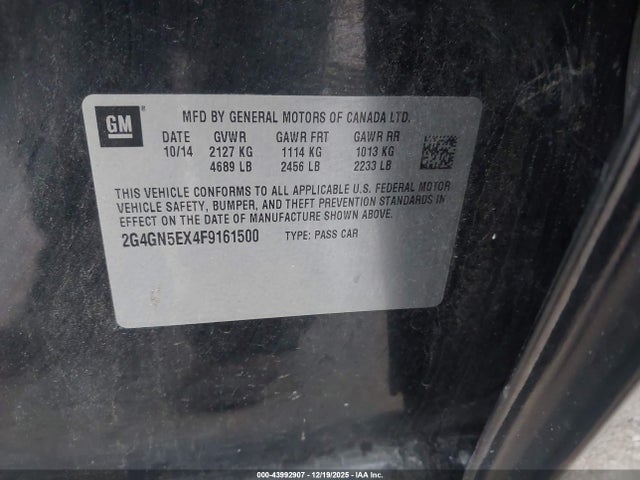 GM
MFD BY GENERAL MOTORS OF CANADA LTD.
DATE GVWR GAWR FRT GAWR RR
10/14 2127 KG 1114 KG 1013 KG
4689 LB 2456 LB 2233 LB
THIS VEHICLE CONFORMS TO ALL APPLICABLE U.S. FEDERAL MOTOR
VEHICLE SAFETY, BUMPER, AND THEFT PREVENTION STANDARDS IN
EFFECT ON THE DATE OF MANUFACTURE SHOWN ABOVE.
2G4GN5EX4F9161500 TYPE: PASS CAR
000-43992907 - 12/19/2025 - IAA Inc.